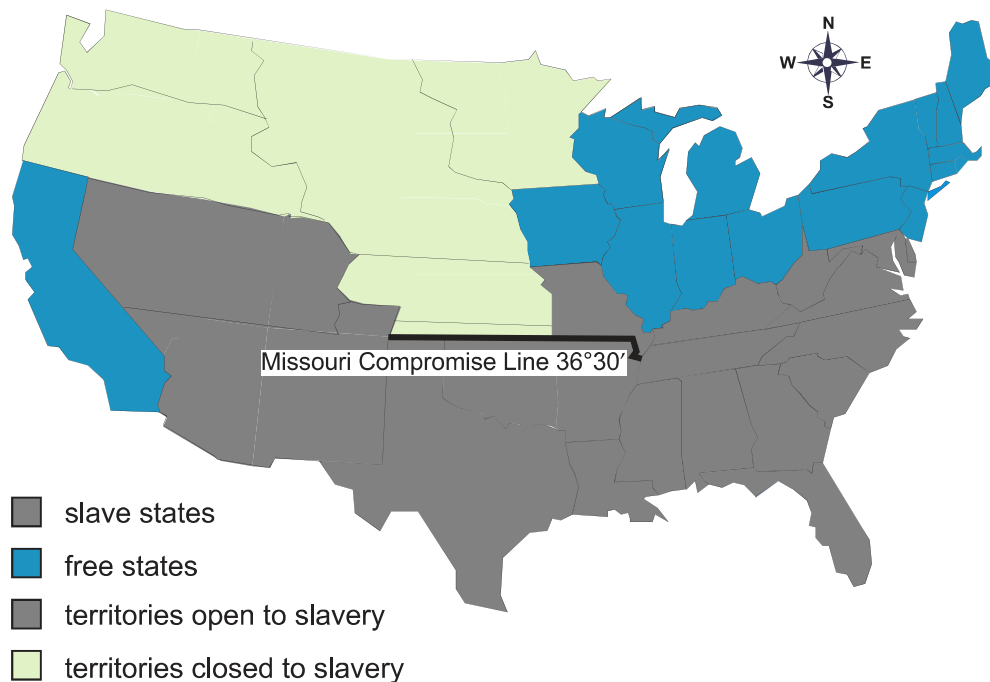 N
W E
S
Missouri Compromise Line 36°30′
slave states
free states
territories open to slavery
territories closed to slavery